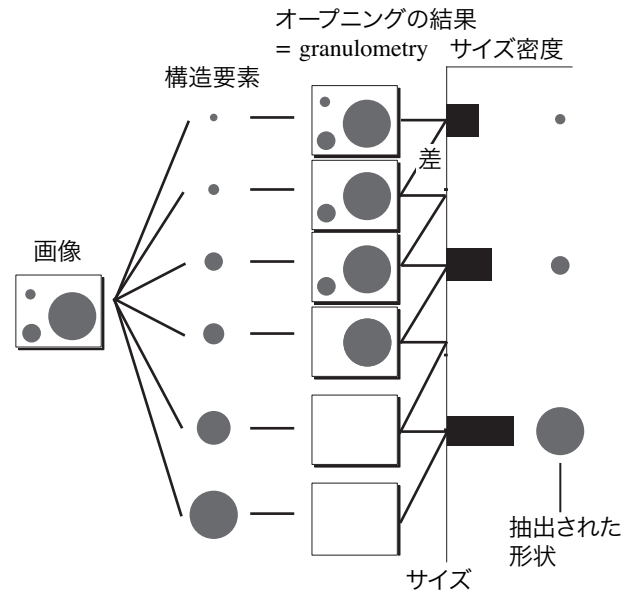 オープニングの結果
= granulometry
サイズ密度
構造要素
差
画像
抽出された
形状
サイズ